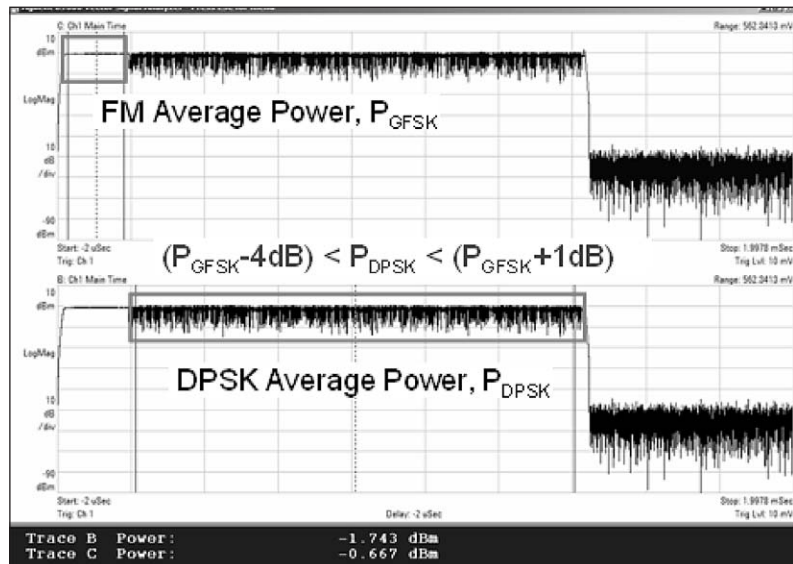 C: Ch1 Main Time Range: 562.3413 mV
10
dBm
LogMag
FM Average Power, PGFSK
10
dB
/div
-90
dBm
Start: -2 uSec Stop: 1.9978 mSec
Trig: Ch 1 Trig Lvl: 10 mV
(PGFSK-4dB) < PDPSK < (PGFSK+1dB)
B: Ch1 Main Time Range: 562.3413 mV
10
dBm
LogMag
DPSK Average Power, PDPSK
10
dB
/div
-90
dBm
Start: -2 uSec Stop: 1.9978 mSec
Trig: Ch 1 Delay: -2 uSec Trig Lvl: 10 mV
Trace B Power: -1.743 dBm
Trace C Power: -0.667 dBm